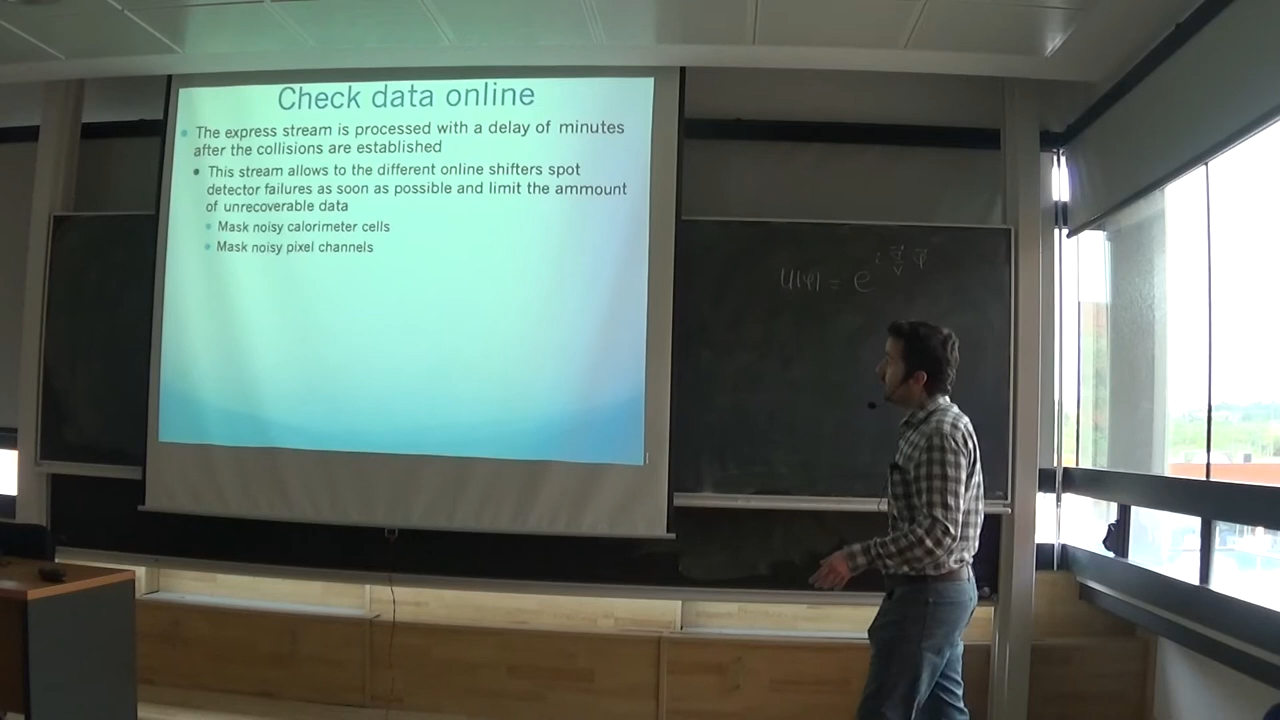 Check data online
The express stream is processed with a delay of minutes
after the collisions are established
This stream allows to the different online shifters spot
detector failures as soon as possible and limit the ammount
of unrecoverable data
Mask noisy calorimeter cells
Mask noisy pixel channels